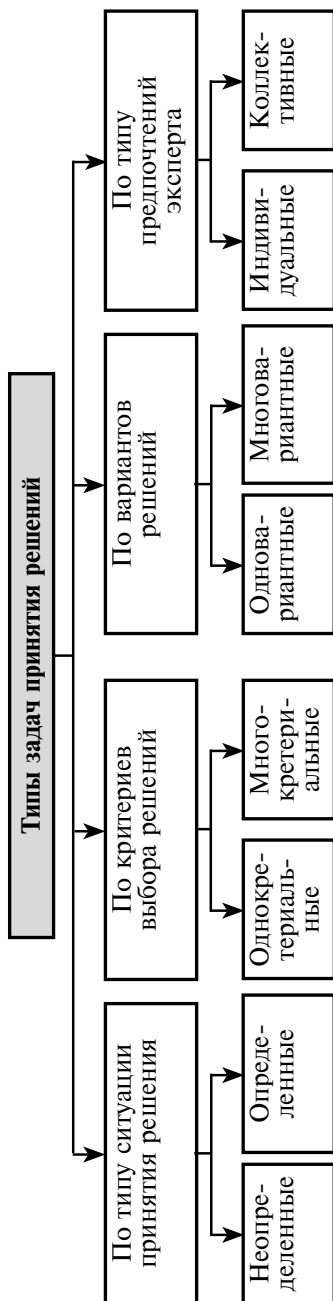 Типы задач принятия решений
По типу ситуации
принятия решения
По критериев
выбора решений
По вариантов
решений
По типу
предпочтений
эксперта
Неопре-
деленные
Опреде-
ленные
Однокре-
териаль-
ные
Много-
кретери-
альные
Однова-
риантные
Многова-
риантные
Индиви-
дуальные
Коллек-
тивные